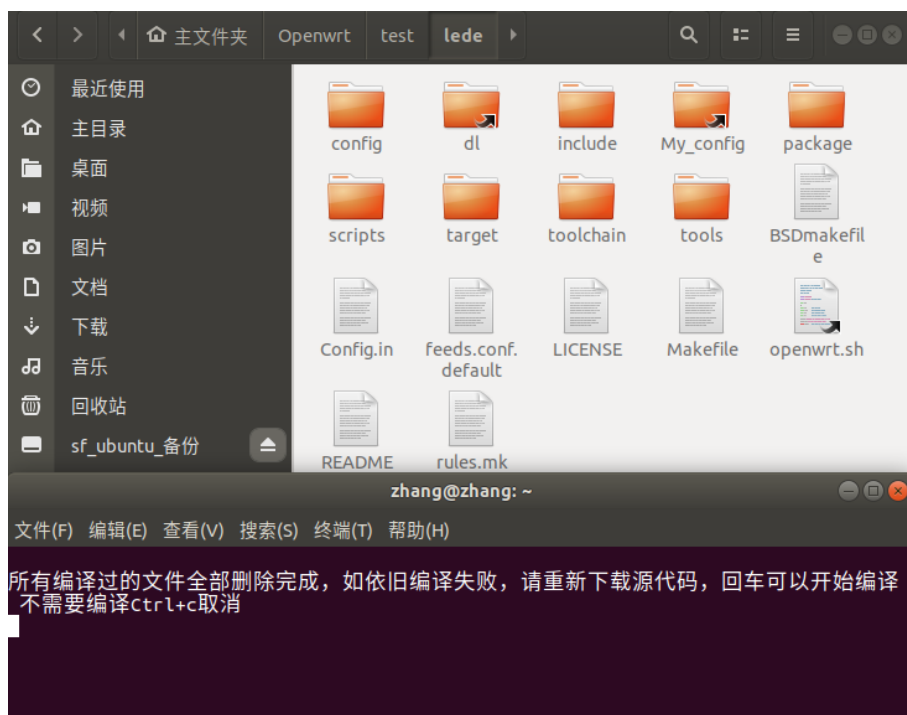 主文件夹 Openwrt test lede
最近使用
主目录
桌面
视频
图片
文档
下载
音乐
回收站
sf_ubuntu_备份
config dl include My_config package
scripts target toolchain tools BSDmakefil
e
Config.in feeds.conf. LICENSE Makefile openwrt.sh
default
README rules.mk
zhang@zhang: ~
文件(F) 编辑(E) 查看(V) 搜索(S) 终端(T) 帮助(H)
所有编译过的文件全部删除完成，如依旧编译失败，请重新下载源代码，回车可以开始编译
不需要编译Ctrl+c取消